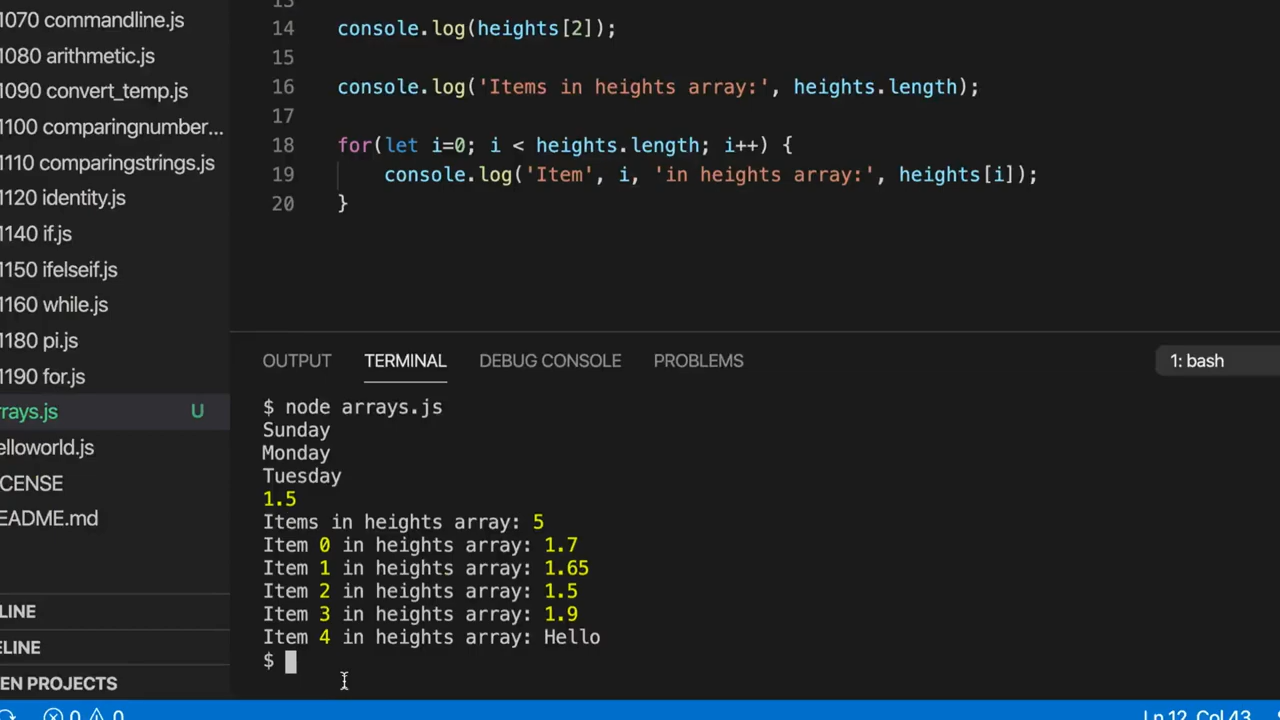 1070 commandline.js
1080 arithmetic.js
1090 convert_temp.js
1100 comparingnumber...
1110 comparingstrings.js
1120 identity.js
1140 if.js
1150 ifelseif.js
1160 while.js
1180 pi.js
1190 for.js
rrays.js U
elloworld.js
CENSE
EADME.md
LINE
ELINE
EN PROJECTS
13
14 console.log(heights[2]);
15
16 console.log('Items in heights array:', heights.length);
17
18 for(let i=0; i < heights.length; i++) {
19 console.log('Item', i, 'in heights array:', heights[i]);
20 }
OUTPUT TERMINAL DEBUG CONSOLE PROBLEMS 1: bash
$ node arrays.js
Sunday
Monday
Tuesday
1.5
Items in heights array: 5
Item 0 in heights array: 1.7
Item 1 in heights array: 1.65
Item 2 in heights array: 1.5
Item 3 in heights array: 1.9
Item 4 in heights array: Hello
$
0 0 Ln 12, Col 43